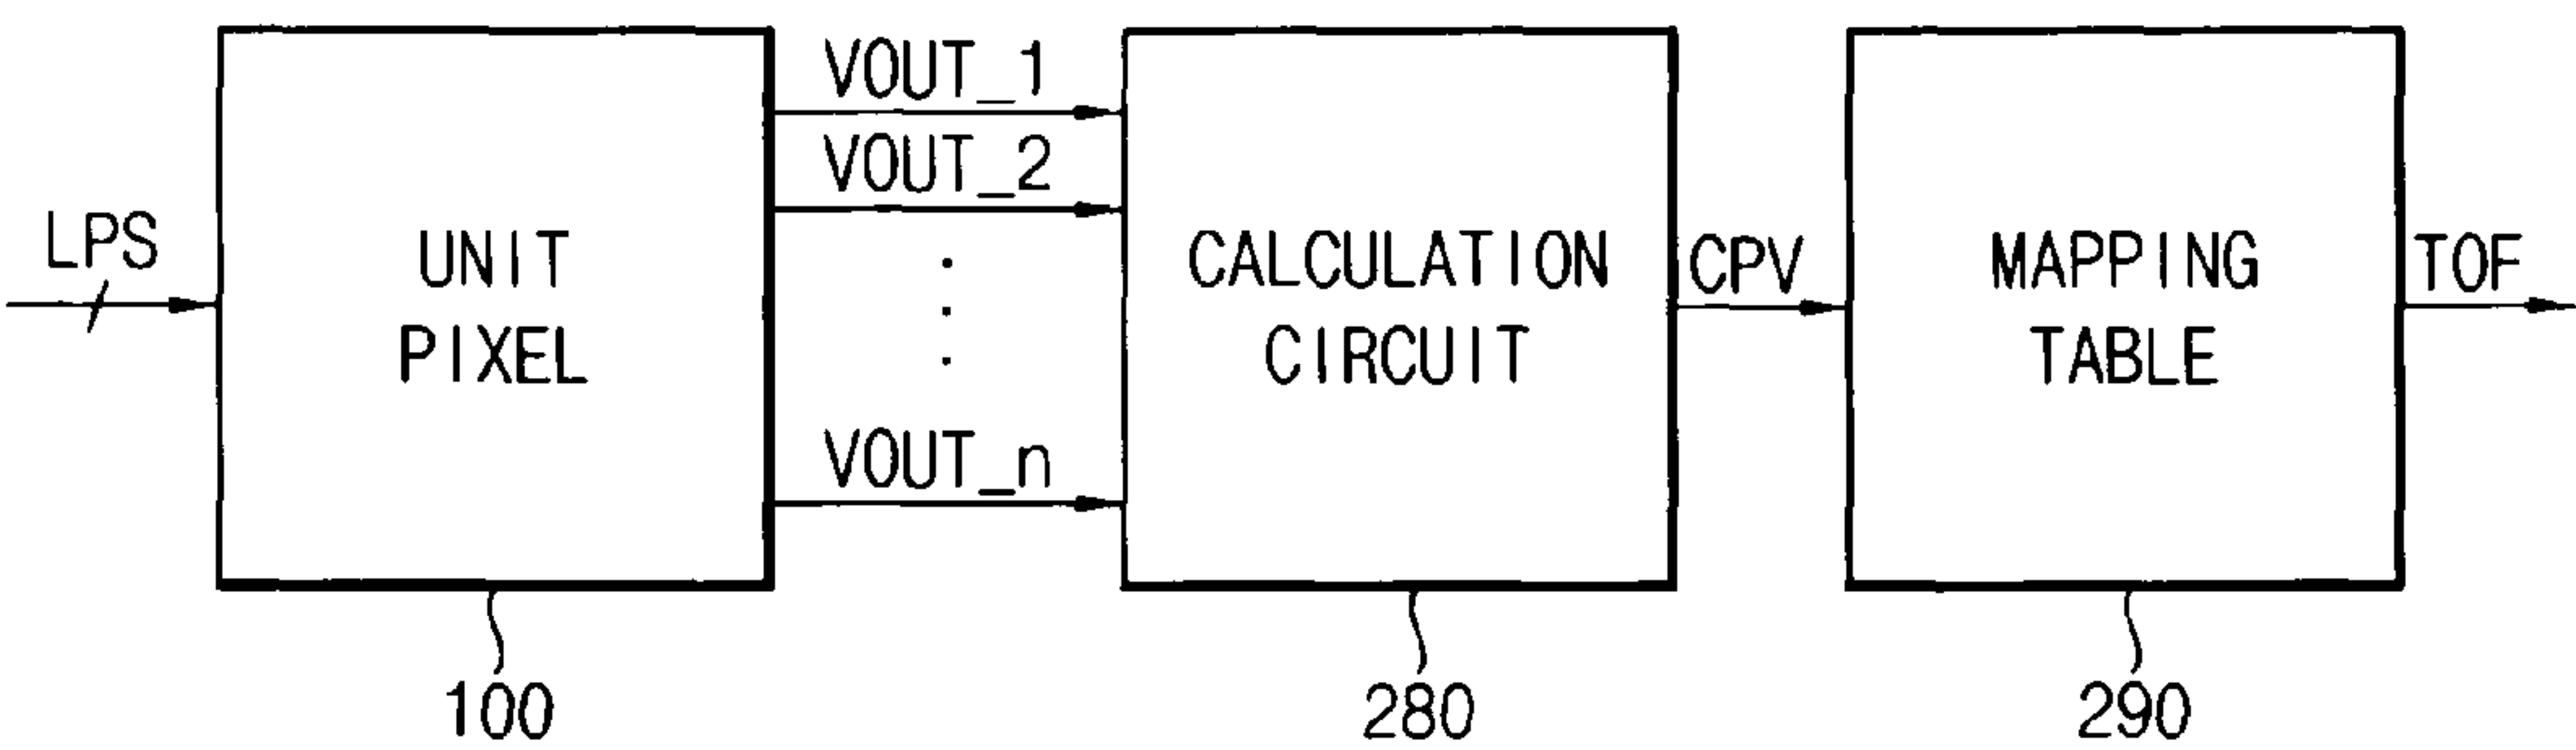 LPS
UNIT
PIXEL
VOUT_1
VOUT_2
VOUT_n
CALCULATION
CIRCUIT
CPV
MAPPING
TABLE
TOF
100
280
290